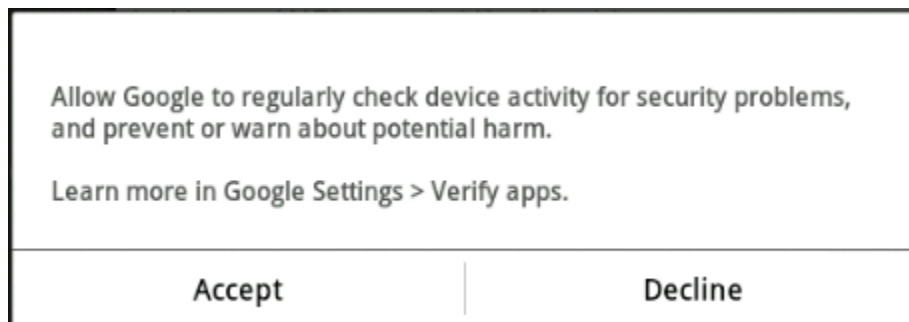 Allow Google to regularly check device activity for security problems,
and prevent or warn about potential harm.
Learn more in Google Settings > Verify apps.
Accept
Decline